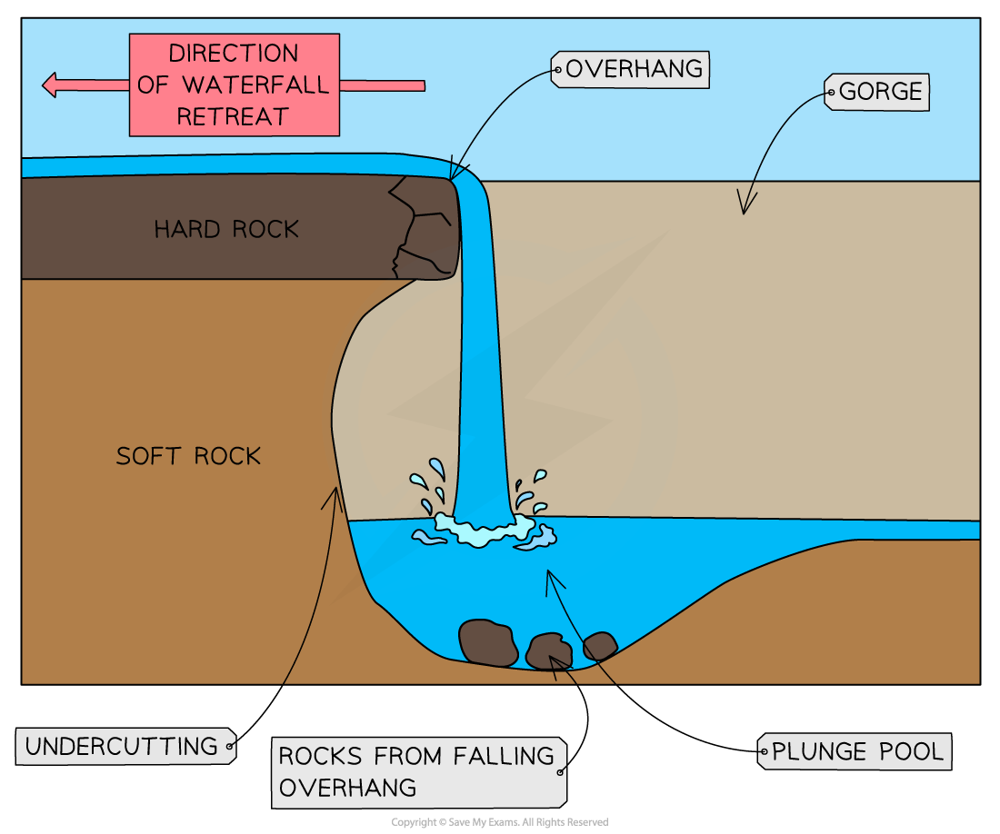 DIRECTION
OF WATERFALL
RETREAT
OVERHANG
GORGE
HARD ROCK
SOFT ROCK
UNDERCUTTING
ROCKS FROM FALLING
OVERHANG
PLUNGE POOL
Copyright © Save My Exams. All Rights Reserved